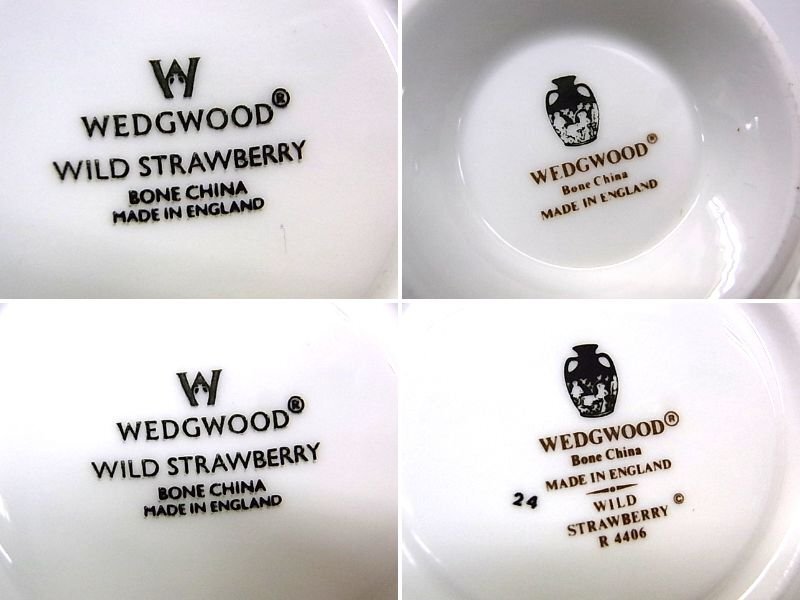 W
WEDGWOOD®
WILD STRAWBERRY
BONE CHINA
MADE IN ENGLAND
WEDGWOOD®
Bone China
MADE IN ENGLAND
W
WEDGWOOD®
WILD STRAWBERRY
BONE CHINA
MADE IN ENGLAND
WEDGWOOD®
Bone China
MADE IN ENGLAND
24
WILD ©
STRAWBERRY
R 4406